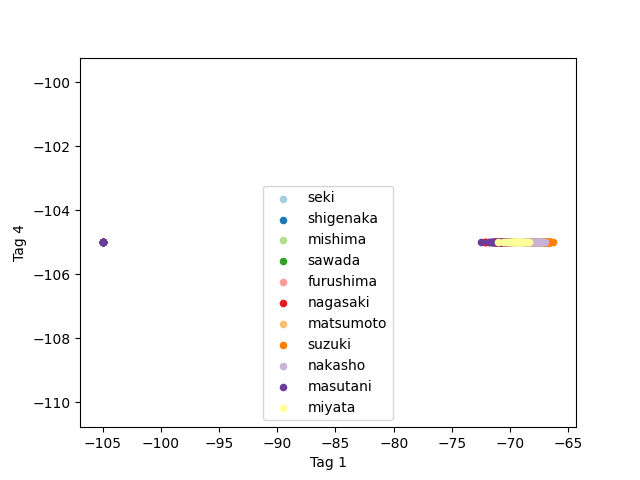 −100
−102
−104
−106
−108
−110
Tag 4
seki
shigenaka
mishima
sawada
furushima
nagasaki
matsumoto
suzuki
nakasho
masutani
miyata
−105 −100 −95 −90 −85 −80 −75 −70 −65
Tag 1